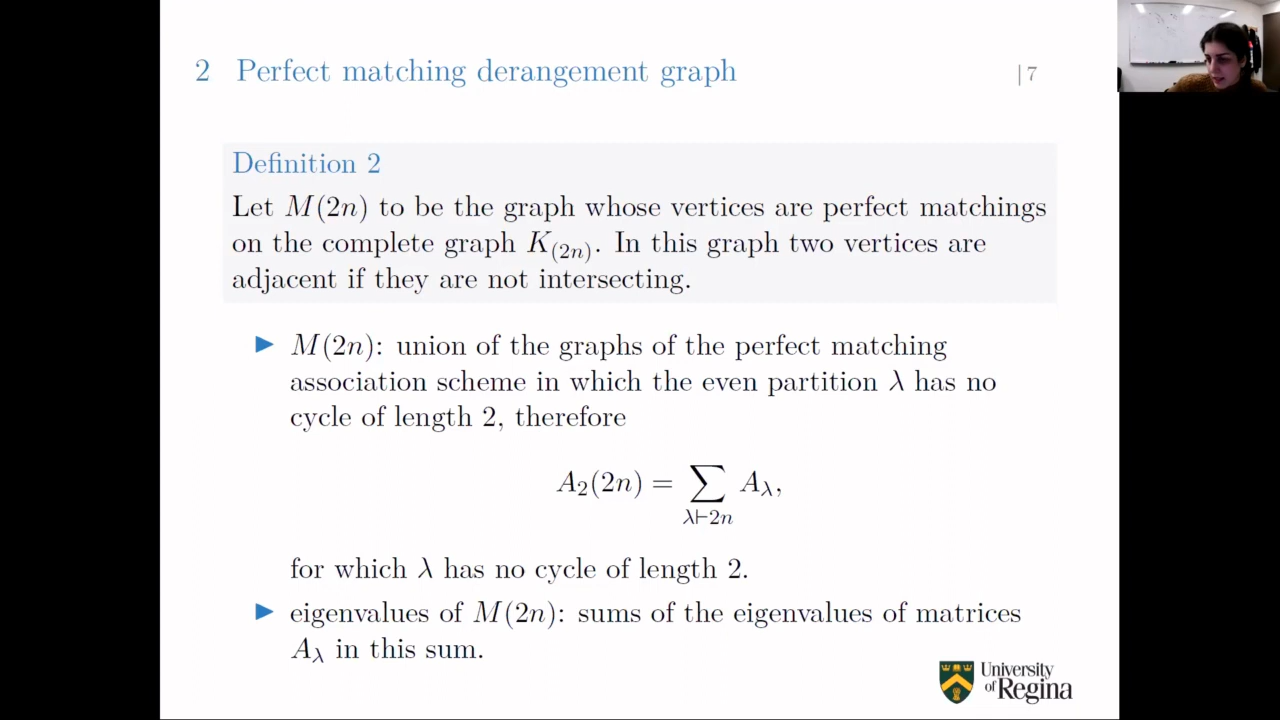 2 Perfect matching derangement graph | 7
Definition 2
Let M(2n) to be the graph whose vertices are perfect matchings
on the complete graph K_(2n). In this graph two vertices are
adjacent if they are not intersecting.
▶ M(2n): union of the graphs of the perfect matching
association scheme in which the even partition λ has no
cycle of length 2, therefore
A₂(2n) = ∑_{λ⊢2n} A_λ,
for which λ has no cycle of length 2.
▶ eigenvalues of M(2n): sums of the eigenvalues of matrices
A_λ in this sum.
University
of Regina